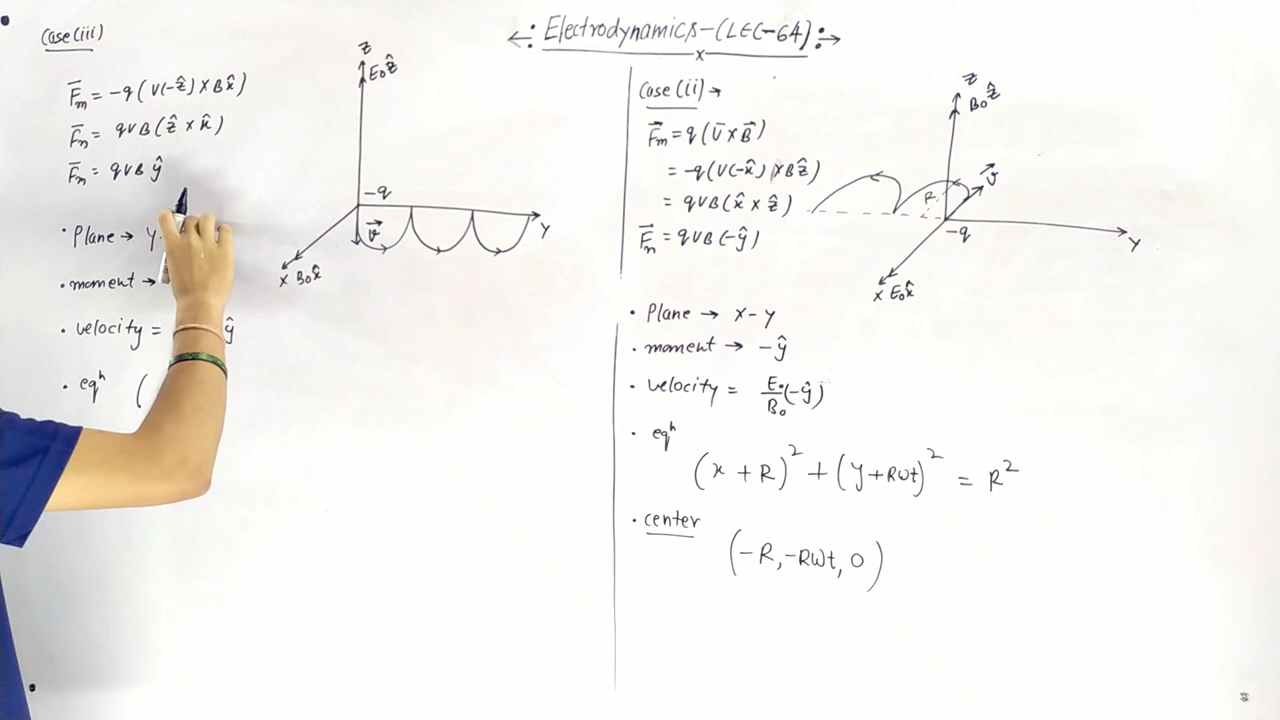 Case (iii)
F⃗m = -q (V(-ẑ) × Bx̂)
F⃗m = qVB (ẑ × x̂)
F⃗m = qVB ŷ
• Plane → Y
• moment →
• velocity = ŷ
• eqⁿ (
Z
E₀ẑ
-q
V⃗
Y
X B₀x̂
Electrodynamics-(LEC-64)
x
Case (ii) →
F⃗m = q (V⃗ × B⃗)
= -q (V(-x̂) × Bẑ)
= qVB (x̂ × ẑ)
F⃗m = qVB (-ŷ)
Z
B₀ẑ
V⃗
R
-q
Y
X E₀x̂
• Plane → X-Y
• moment → -ŷ
• velocity = E₀/B₀ (-ŷ)
• eqⁿ
(x + R)² + (y + Rωt)² = R²
• center
(-R, -Rωt, 0)